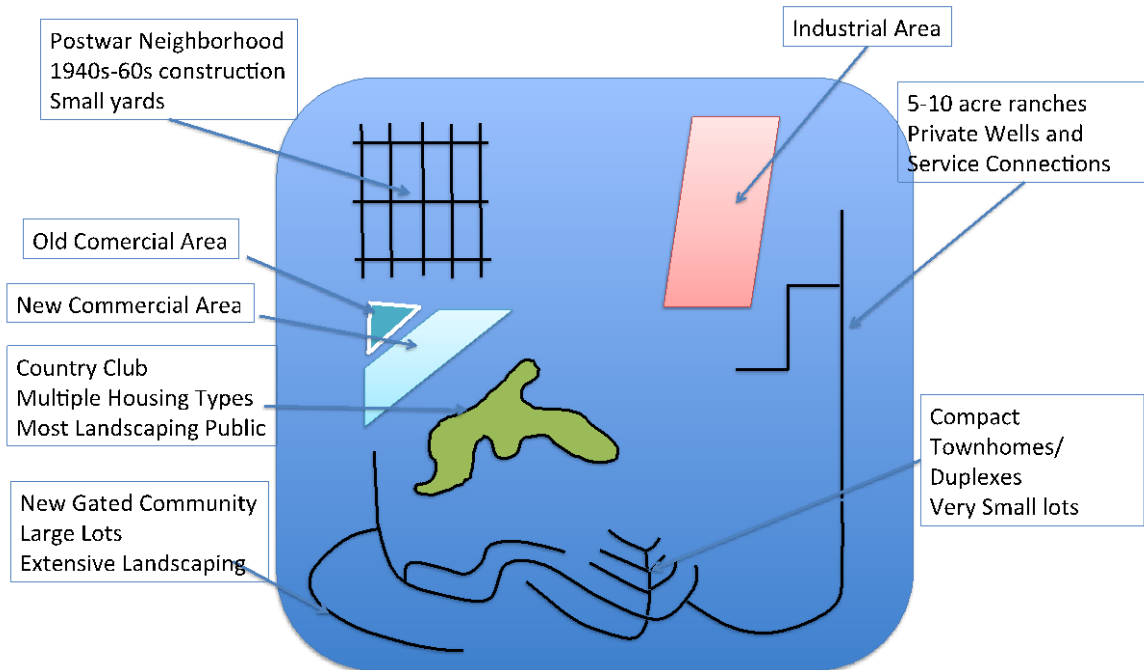 Postwar Neighborhood
1940s-60s construction
Small yards
Industrial Area
5-10 acre ranches
Private Wells and
Service Connections
Old Comercial Area
New Commercial Area
Country Club
Multiple Housing Types
Most Landscaping Public
Compact
Townhomes/
Duplexes
Very Small lots
New Gated Community
Large Lots
Extensive Landscaping